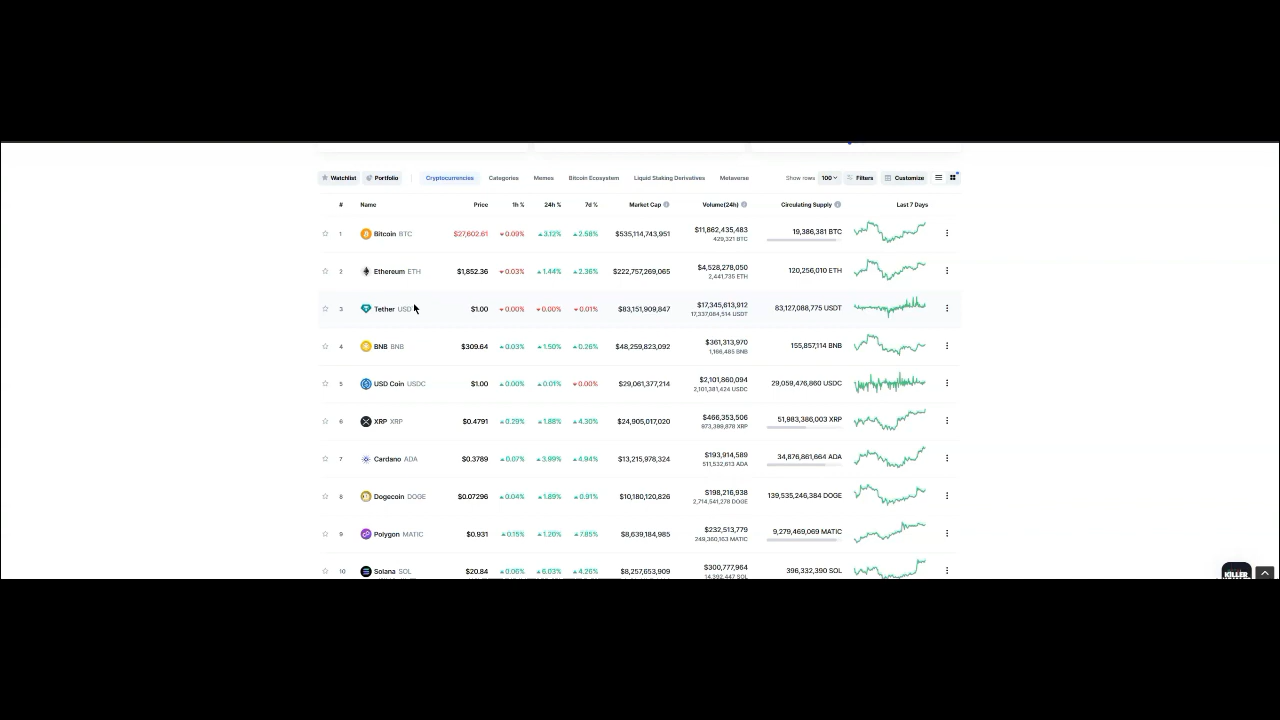 Watchlist Portfolio Cryptocurrencies Categories Memes Bitcoin Ecosystem Liquid Staking Derivatives Metaverse Show rows 100 Filters Customize
# Name Price 1h % 24h % 7d % Market Cap Volume(24h) Circulating Supply Last 7 Days
1 Bitcoin BTC $27,602.61 0.09% 3.12% 2.58% $535,114,743,951 $11,862,435,483 19,386,381 BTC
429,321 BTC
2 Ethereum ETH $1,852.36 0.03% 1.44% 2.36% $222,757,269,065 $4,528,278,050 120,256,010 ETH
2,441,735 ETH
3 Tether USD $1.00 0.00% 0.00% 0.01% $83,151,909,847 $17,345,613,912 83,127,088,775 USDT
17,337,084,514 USDT
4 BNB BNB $309.64 0.03% 1.50% 0.26% $48,259,823,092 $361,313,970 155,857,114 BNB
1,166,485 BNB
5 USD Coin USDC $1.00 0.00% 0.01% 0.00% $29,061,377,214 $2,101,860,094 29,059,476,860 USDC
2,101,381,424 USDC
6 XRP XRP $0.4791 0.29% 1.88% 4.30% $24,905,017,020 $466,353,506 51,983,386,003 XRP
973,399,878 XRP
7 Cardano ADA $0.3789 0.07% 3.99% 4.94% $13,215,978,324 $193,914,589 34,876,861,664 ADA
511,532,613 ADA
8 Dogecoin DOGE $0.07296 0.04% 1.89% 0.91% $10,180,120,826 $198,216,938 139,535,246,384 DOGE
2,714,541,278 DOGE
9 Polygon MATIC $0.931 0.15% 1.20% 7.85% $8,639,184,985 $232,513,779 9,279,469,069 MATIC
249,360,163 MATIC
10 Solana SOL $20.84 0.06% 6.03% 4.26% $8,257,653,909 $300,777,964 396,332,390 SOL
14,392,447 SOL
KILLER